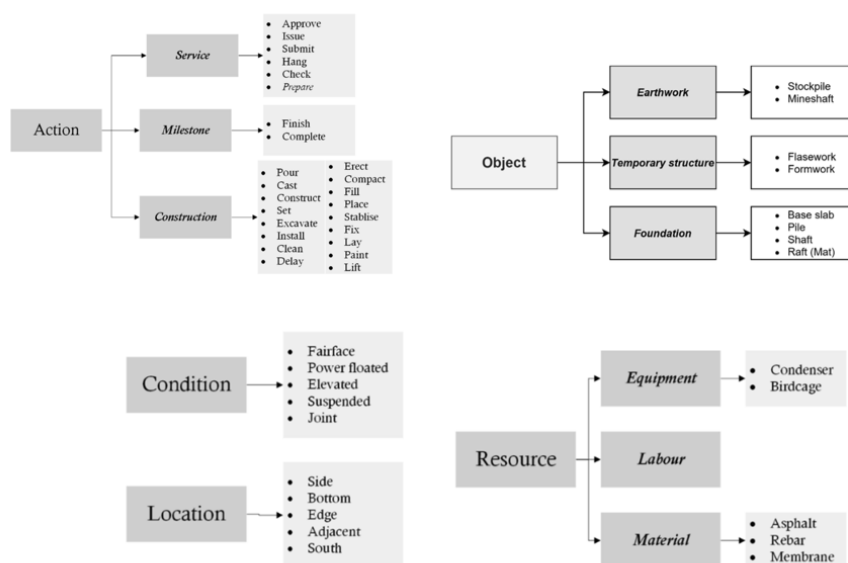 Action
Service
Approve
Issue
Submit
Hang
Check
Prepare
Milestone
Finish
Complete
Construction
Pour
Cast
Construct
Set
Excavate
Install
Clean
Delay
Erect
Compact
Fill
Place
Stablise
Fix
Lay
Paint
Lift
Object
Earthwork
Stockpile
Mineshaft
Temporary structure
Flasework
Formwork
Foundation
Base slab
Pile
Shaft
Raft (Mat)
Condition
Fairface
Power floated
Elevated
Suspended
Joint
Location
Side
Bottom
Edge
Adjacent
South
Resource
Equipment
Condenser
Birdcage
Labour
Material
Asphalt
Rebar
Membrane